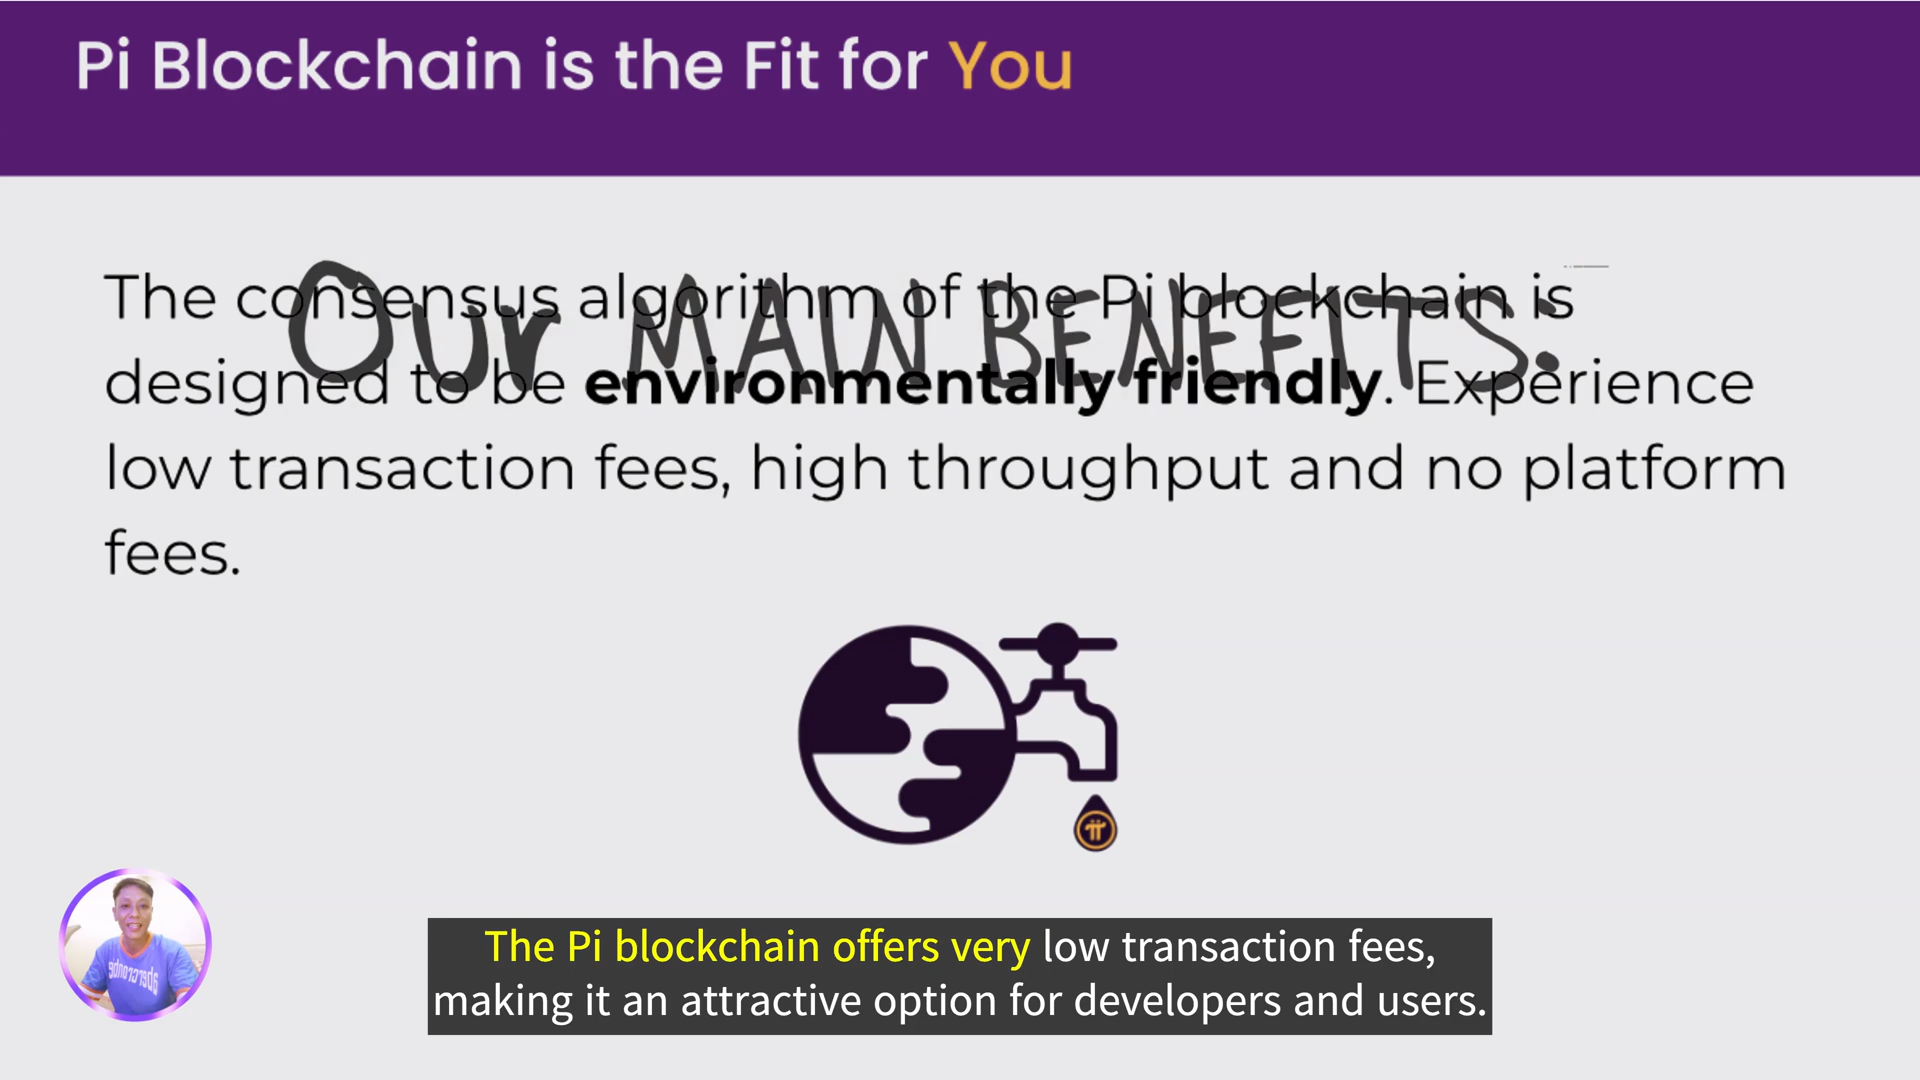 Pi Blockchain is the Fit for You
Our MAIN BENEFITS:
The consensus algorithm of the Pi blockchain is
designed to be environmentally friendly. Experience
low transaction fees, high throughput and no platform
fees.
The Pi blockchain offers very low transaction fees,
making it an attractive option for developers and users.